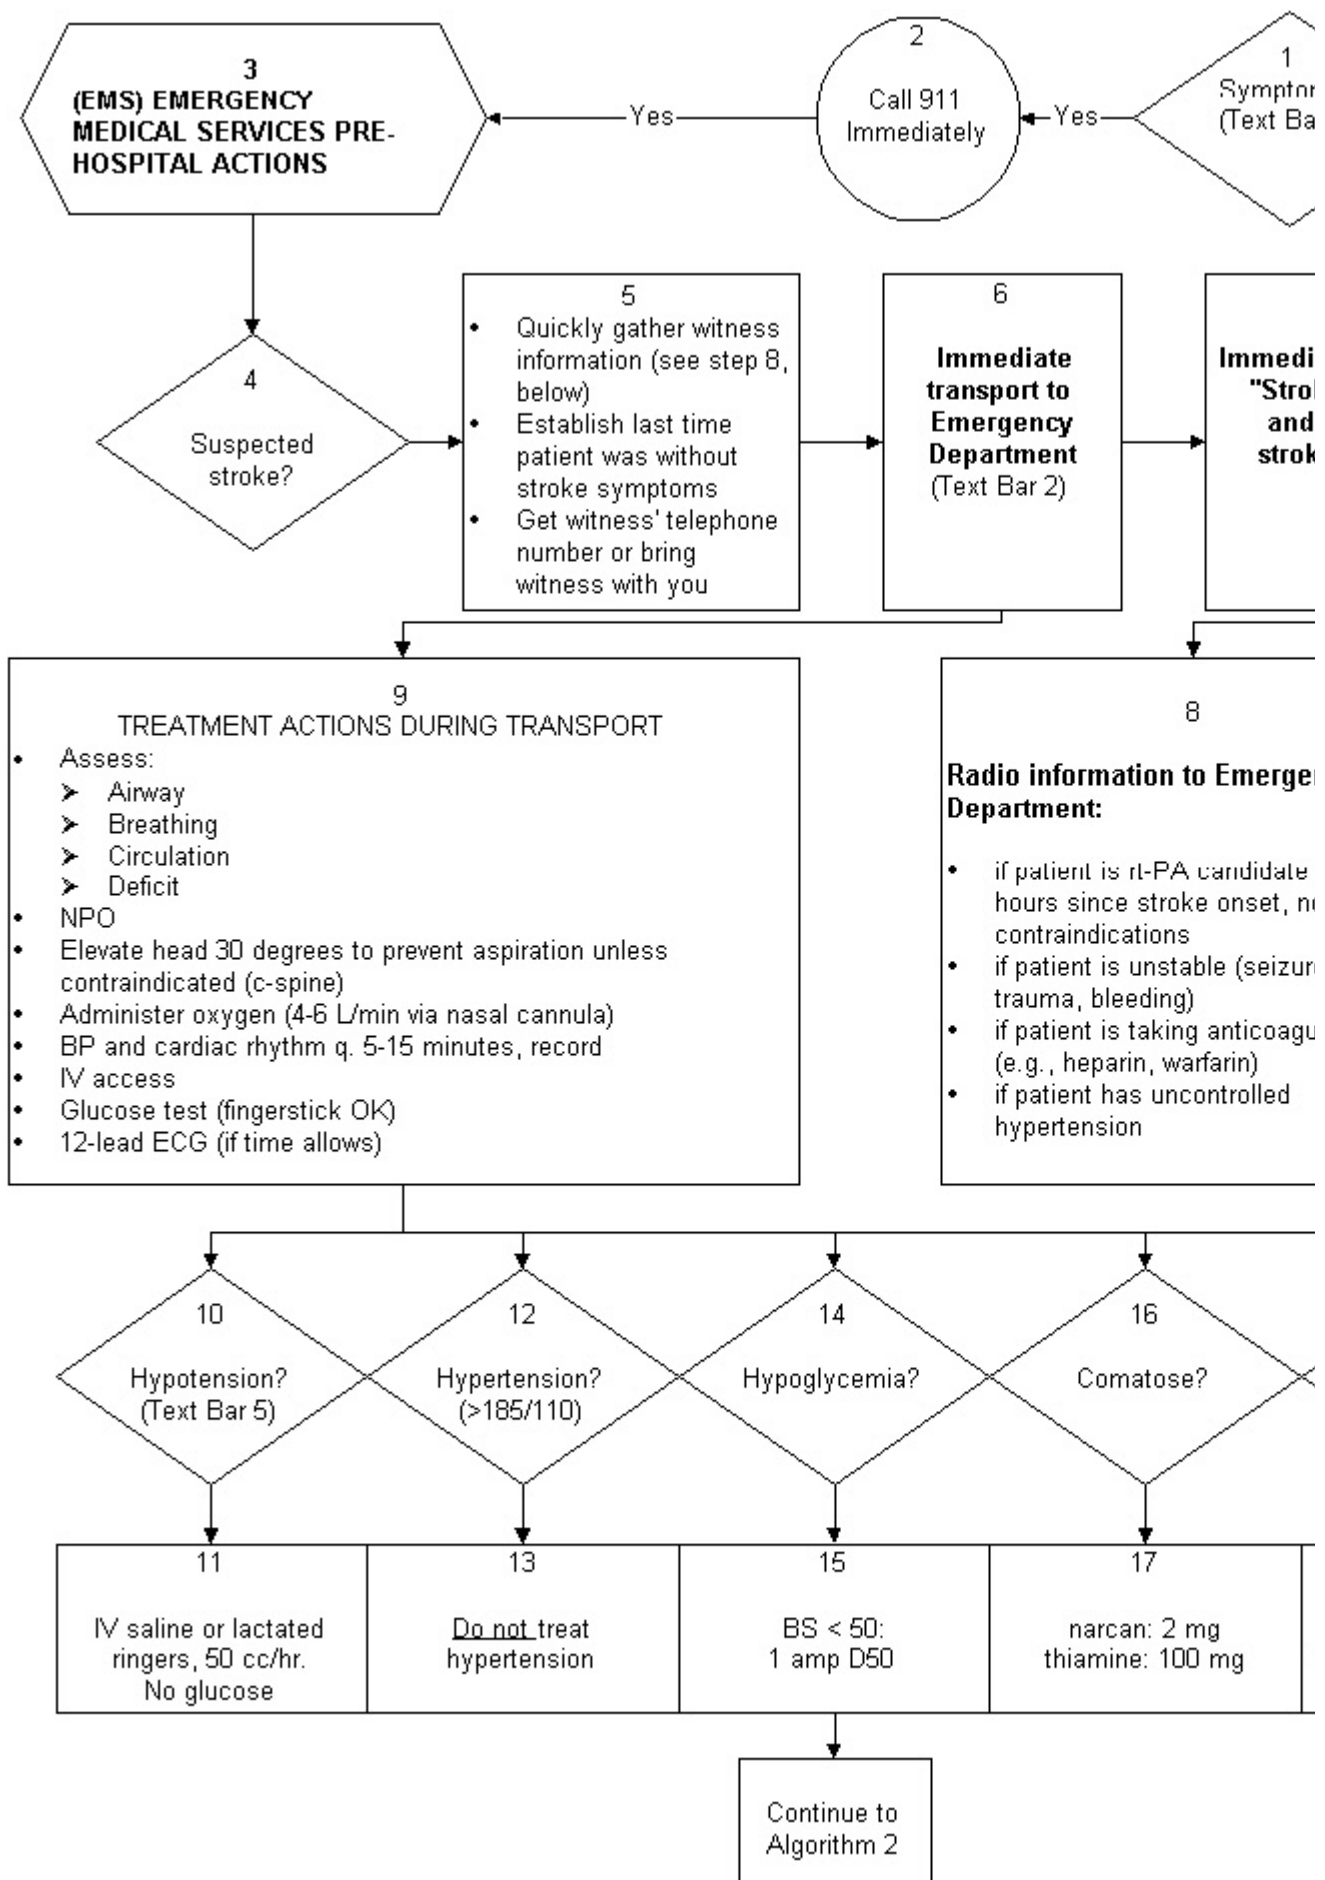 3
(EMS) EMERGENCY
MEDICAL SERVICES PRE-
HOSPITAL ACTIONS
Yes
2
Call 911
Immediately
Yes
1
(Text
4
Suspected
stroke?
5
• Quickly gather witness
information (see step 8,
below)
• Establish last time
patient was without
stroke symptoms
• Get witness' telephone
number or bring
witness with you
6
Immediate
transport to
Emergency
Department
(Text Bar 2)
and
9
TREATMENT ACTIONS DURING TRANSPORT
• Assess:
➤ Airway
➤ Breathing
➤ Circulation
➤ Deficit
• NPO
• Elevate head 30 degrees to prevent aspiration unless
contraindicated (c-spine)
• Administer oxygen (4-6 L/min via nasal cannula)
• BP and cardiac rhythm q. 5-15 minutes, record
• IV access
• Glucose test (fingerstick OK)
• 12-lead ECG (if time allows)
8
Radio information to
Department:
• if patient is rt-PA candidate
hours since stroke onset,
contraindications
• if patient is unstable
trauma, bleeding)
• if patient is taking
(e.g., heparin, warfarin)
• if patient has uncontrolled
hypertension
10
Hypotension?
(Text Bar 5)
12
Hypertension?
(>185/110)
14
Hypoglycemia?
16
Comatose?
11
IV saline or lactated
ringers, 50 cc/hr.
No glucose
13
Do not treat
hypertension
15
BS < 50:
1 amp D50
17
narcan: 2 mg
thiamine: 100 mg
Continue to
Algorithm 2